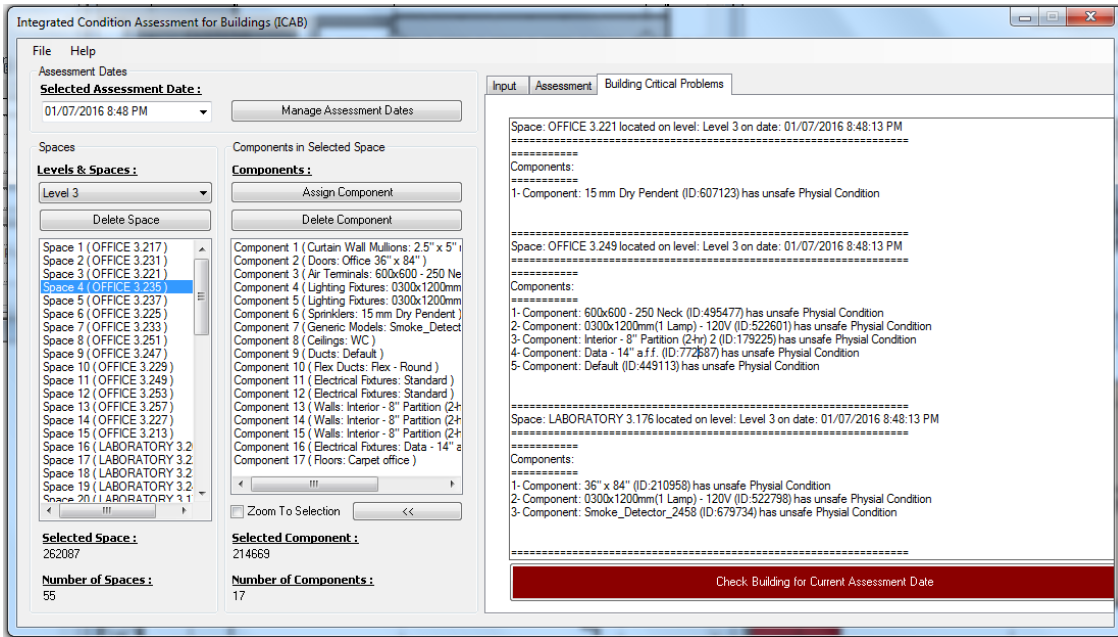 Integrated Condition Assessment for Buildings (ICAB)
File Help
Assessment Dates
Selected Assessment Date :
01/07/2016 8:48 PM
Manage Assessment Dates
Spaces
Levels & Spaces :
Level 3
Delete Space
Space 1 ( OFFICE 3.217 )
Space 2 ( OFFICE 3.231 )
Space 3 ( OFFICE 3.221 )
Space 4 ( OFFICE 3.235 )
Space 5 ( OFFICE 3.237 )
Space 6 ( OFFICE 3.225 )
Space 7 ( OFFICE 3.233 )
Space 8 ( OFFICE 3.251 )
Space 9 ( OFFICE 3.247 )
Space 10 ( OFFICE 3.229 )
Space 11 ( OFFICE 3.249 )
Space 12 ( OFFICE 3.253 )
Space 13 ( OFFICE 3.257 )
Space 14 ( OFFICE 3.227 )
Space 15 ( OFFICE 3.213 )
Space 16 ( LABORATORY 3.20
Space 17 ( LABORATORY 3.2
Space 18 ( LABORATORY 3.2
Space 19 ( LABORATORY 3.2
Space 20 ( LABORATORY 3.1
Selected Space :
262087
Number of Spaces :
55
Components in Selected Space
Components :
Assign Component
Delete Component
Component 1 ( Curtain Wall Mullions: 2.5" x 5"
Component 2 ( Doors: Office 36" x 84" )
Component 3 ( Air Terminals: 600x600 - 250 Ne
Component 4 ( Lighting Fixtures: 0300x1200mm
Component 5 ( Lighting Fixtures: 0300x1200mm
Component 6 ( Sprinklers: 15 mm Dry Pendent )
Component 7 ( Generic Models: Smoke_Detect
Component 8 ( Ceilings: WC )
Component 9 ( Ducts: Default )
Component 10 ( Flex Ducts: Flex - Round )
Component 11 ( Electrical Fixtures: Standard )
Component 12 ( Electrical Fixtures: Standard )
Component 13 ( Walls: Interior - 8" Partition (2-h
Component 14 ( Walls: Interior - 8" Partition (2-h
Component 15 ( Walls: Interior - 8" Partition (2-h
Component 16 ( Electrical Fixtures: Data - 14" a
Component 17 ( Floors: Carpet office )
Zoom To Selection <<
Selected Component :
214669
Number of Components :
17
Input Assessment Building Critical Problems
Space: OFFICE 3.221 located on level: Level 3 on date: 01/07/2016 8:48:13 PM
Components:
===========
1- Component: 15 mm Dry Pendent (ID:607123) has unsafe Physial Condition
Space: OFFICE 3.249 located on level: Level 3 on date: 01/07/2016 8:48:13 PM
===========
Components:
===========
1- Component: 600x600 - 250 Neck (ID:495477) has unsafe Physial Condition
2- Component: 0300x1200mm(1 Lamp) - 120V (ID:522601) has unsafe Physial Condition
3- Component: Interior - 8" Partition (2-hr) 2 (ID:179225) has unsafe Physial Condition
4- Component: Data - 14" a.f.f. (ID:772687) has unsafe Physial Condition
5- Component: Default (ID:449113) has unsafe Physial Condition
Space: LABORATORY 3.176 located on level: Level 3 on date: 01/07/2016 8:48:13 PM
===========
Components:
===========
1- Component: 36" x 84" (ID:210958) has unsafe Physial Condition
2- Component: 0300x1200mm(1 Lamp) - 120V (ID:522798) has unsafe Physial Condition
3- Component: Smoke_Detector_2458 (ID:679734) has unsafe Physial Condition
Check Building for Current Assessment Date